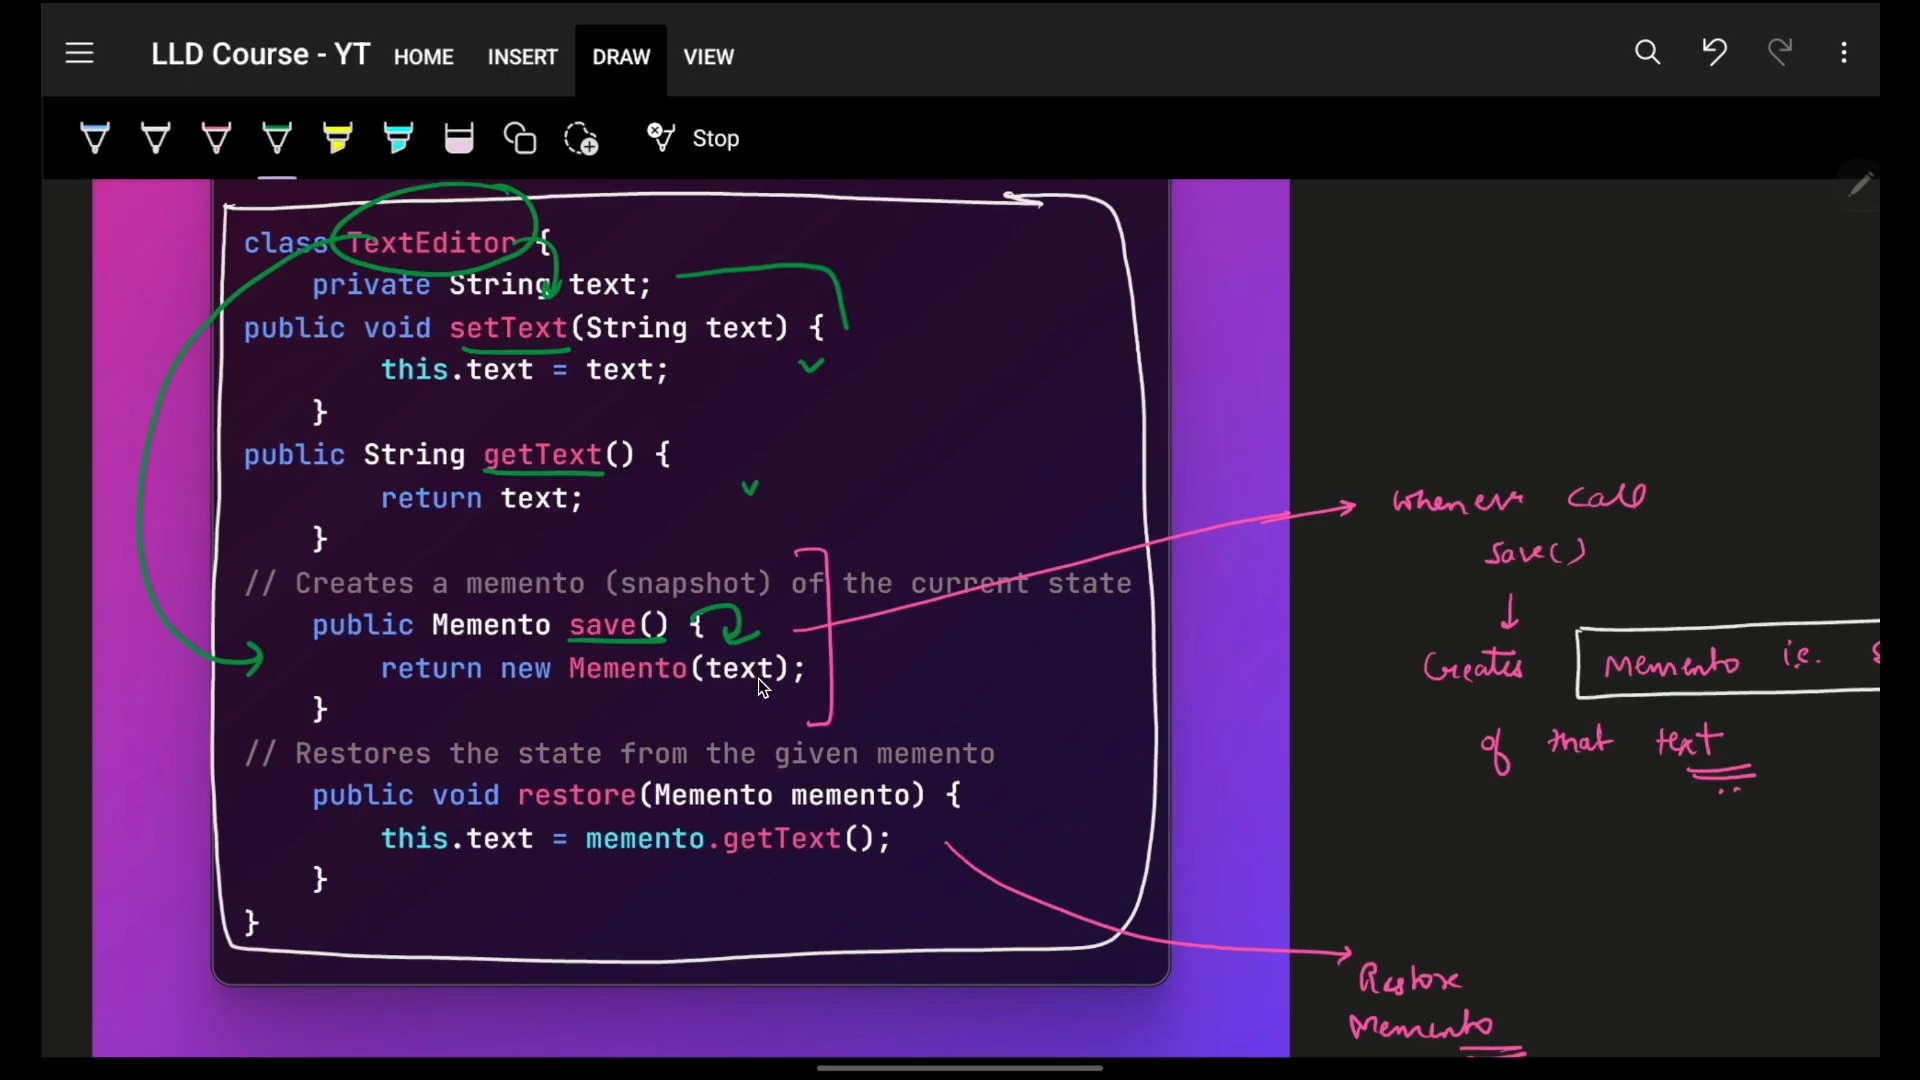 LLD Course - YT HOME INSERT DRAW VIEW
Stop
class TextEditor {
private String text;
public void setText(String text) {
this.text = text;
}
public String getText() {
return text;
}
// Creates a memento (snapshot) of the current state
public Memento save() {
return new Memento(text);
}
// Restores the state from the given memento
public void restore(Memento memento) {
this.text = memento.getText();
}
}
whenever call
save()
Creates Memento i.e.
of that text
Restore
Memento